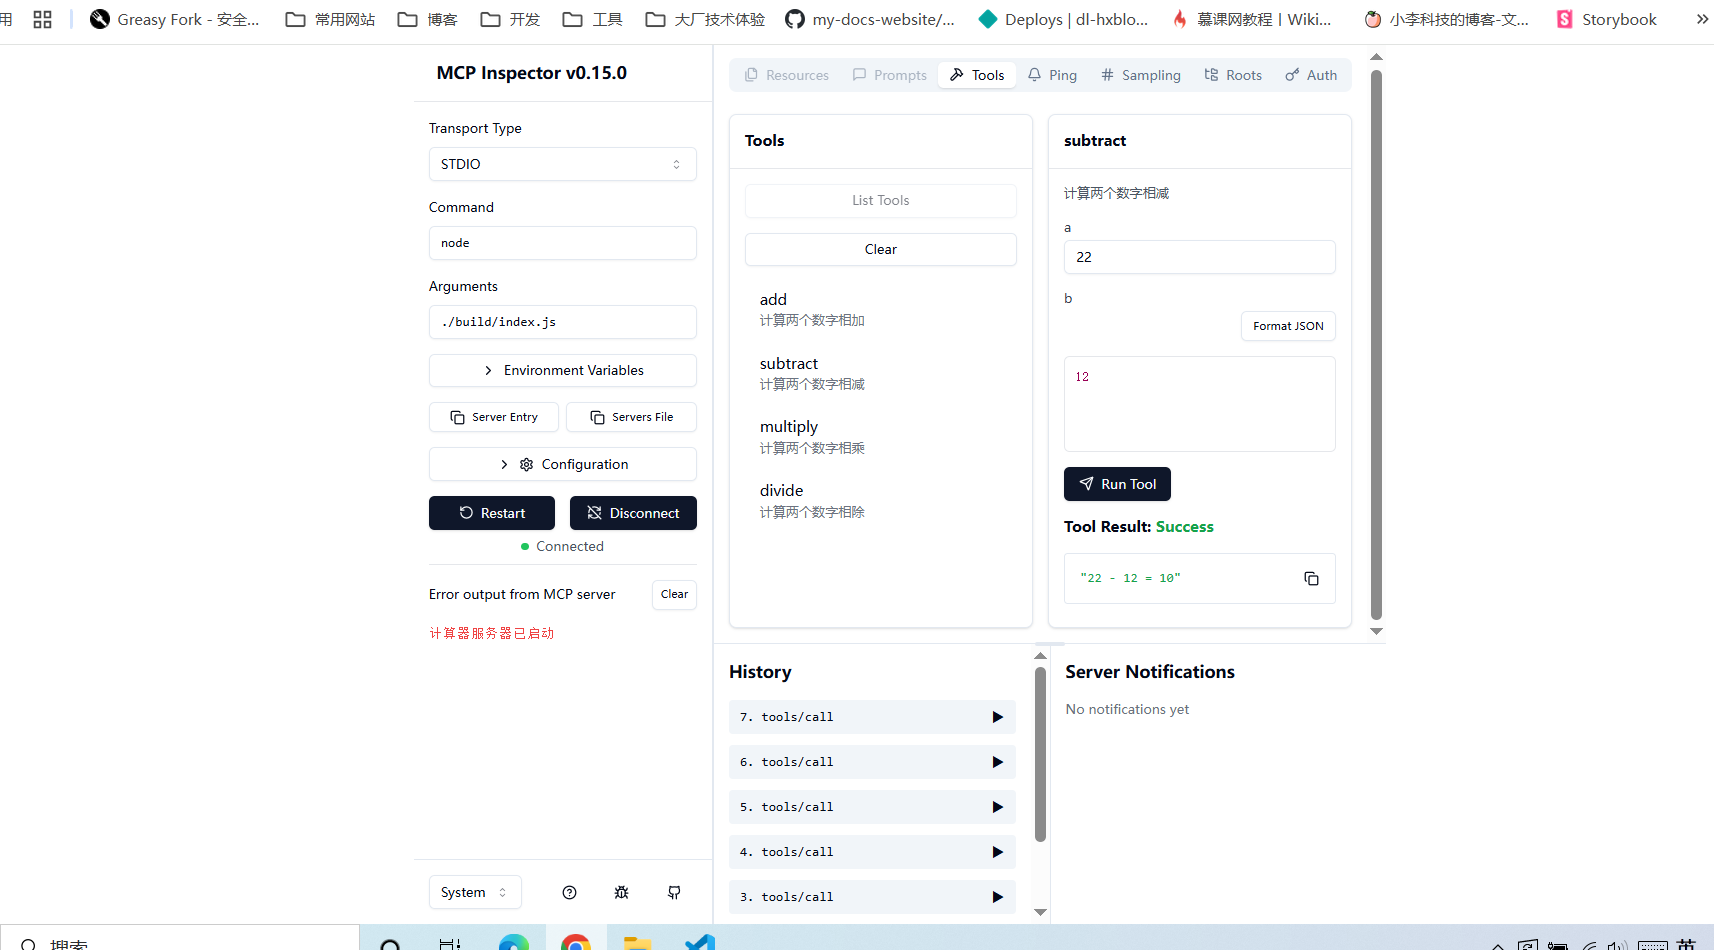 用
Greasy Fork - 安全...
常用网站
博客
开发
工具
大厂技术体验
my-docs-website/...
Deploys | dl-hxblo...
慕课网教程丨Wiki...
小李科技的博客-文...
Storybook
MCP Inspector v0.15.0
Transport Type
STDIO
Command
node
Arguments
./build/index.js
Environment Variables
Server Entry
Servers File
Configuration
Restart
Disconnect
Connected
Error output from MCP server
Clear
计算器服务器已启动
System
Resources
Prompts
Tools
Ping
Sampling
Roots
Auth
Tools
List Tools
Clear
add
计算两个数字相加
subtract
计算两个数字相减
multiply
计算两个数字相乘
divide
计算两个数字相除
subtract
计算两个数字相减
a
22
b
Format JSON
12
Run Tool
Tool Result: Success
"22 - 12 = 10"
History
7. tools/call
6. tools/call
5. tools/call
4. tools/call
3. tools/call
Server Notifications
No notifications yet
搜索
英